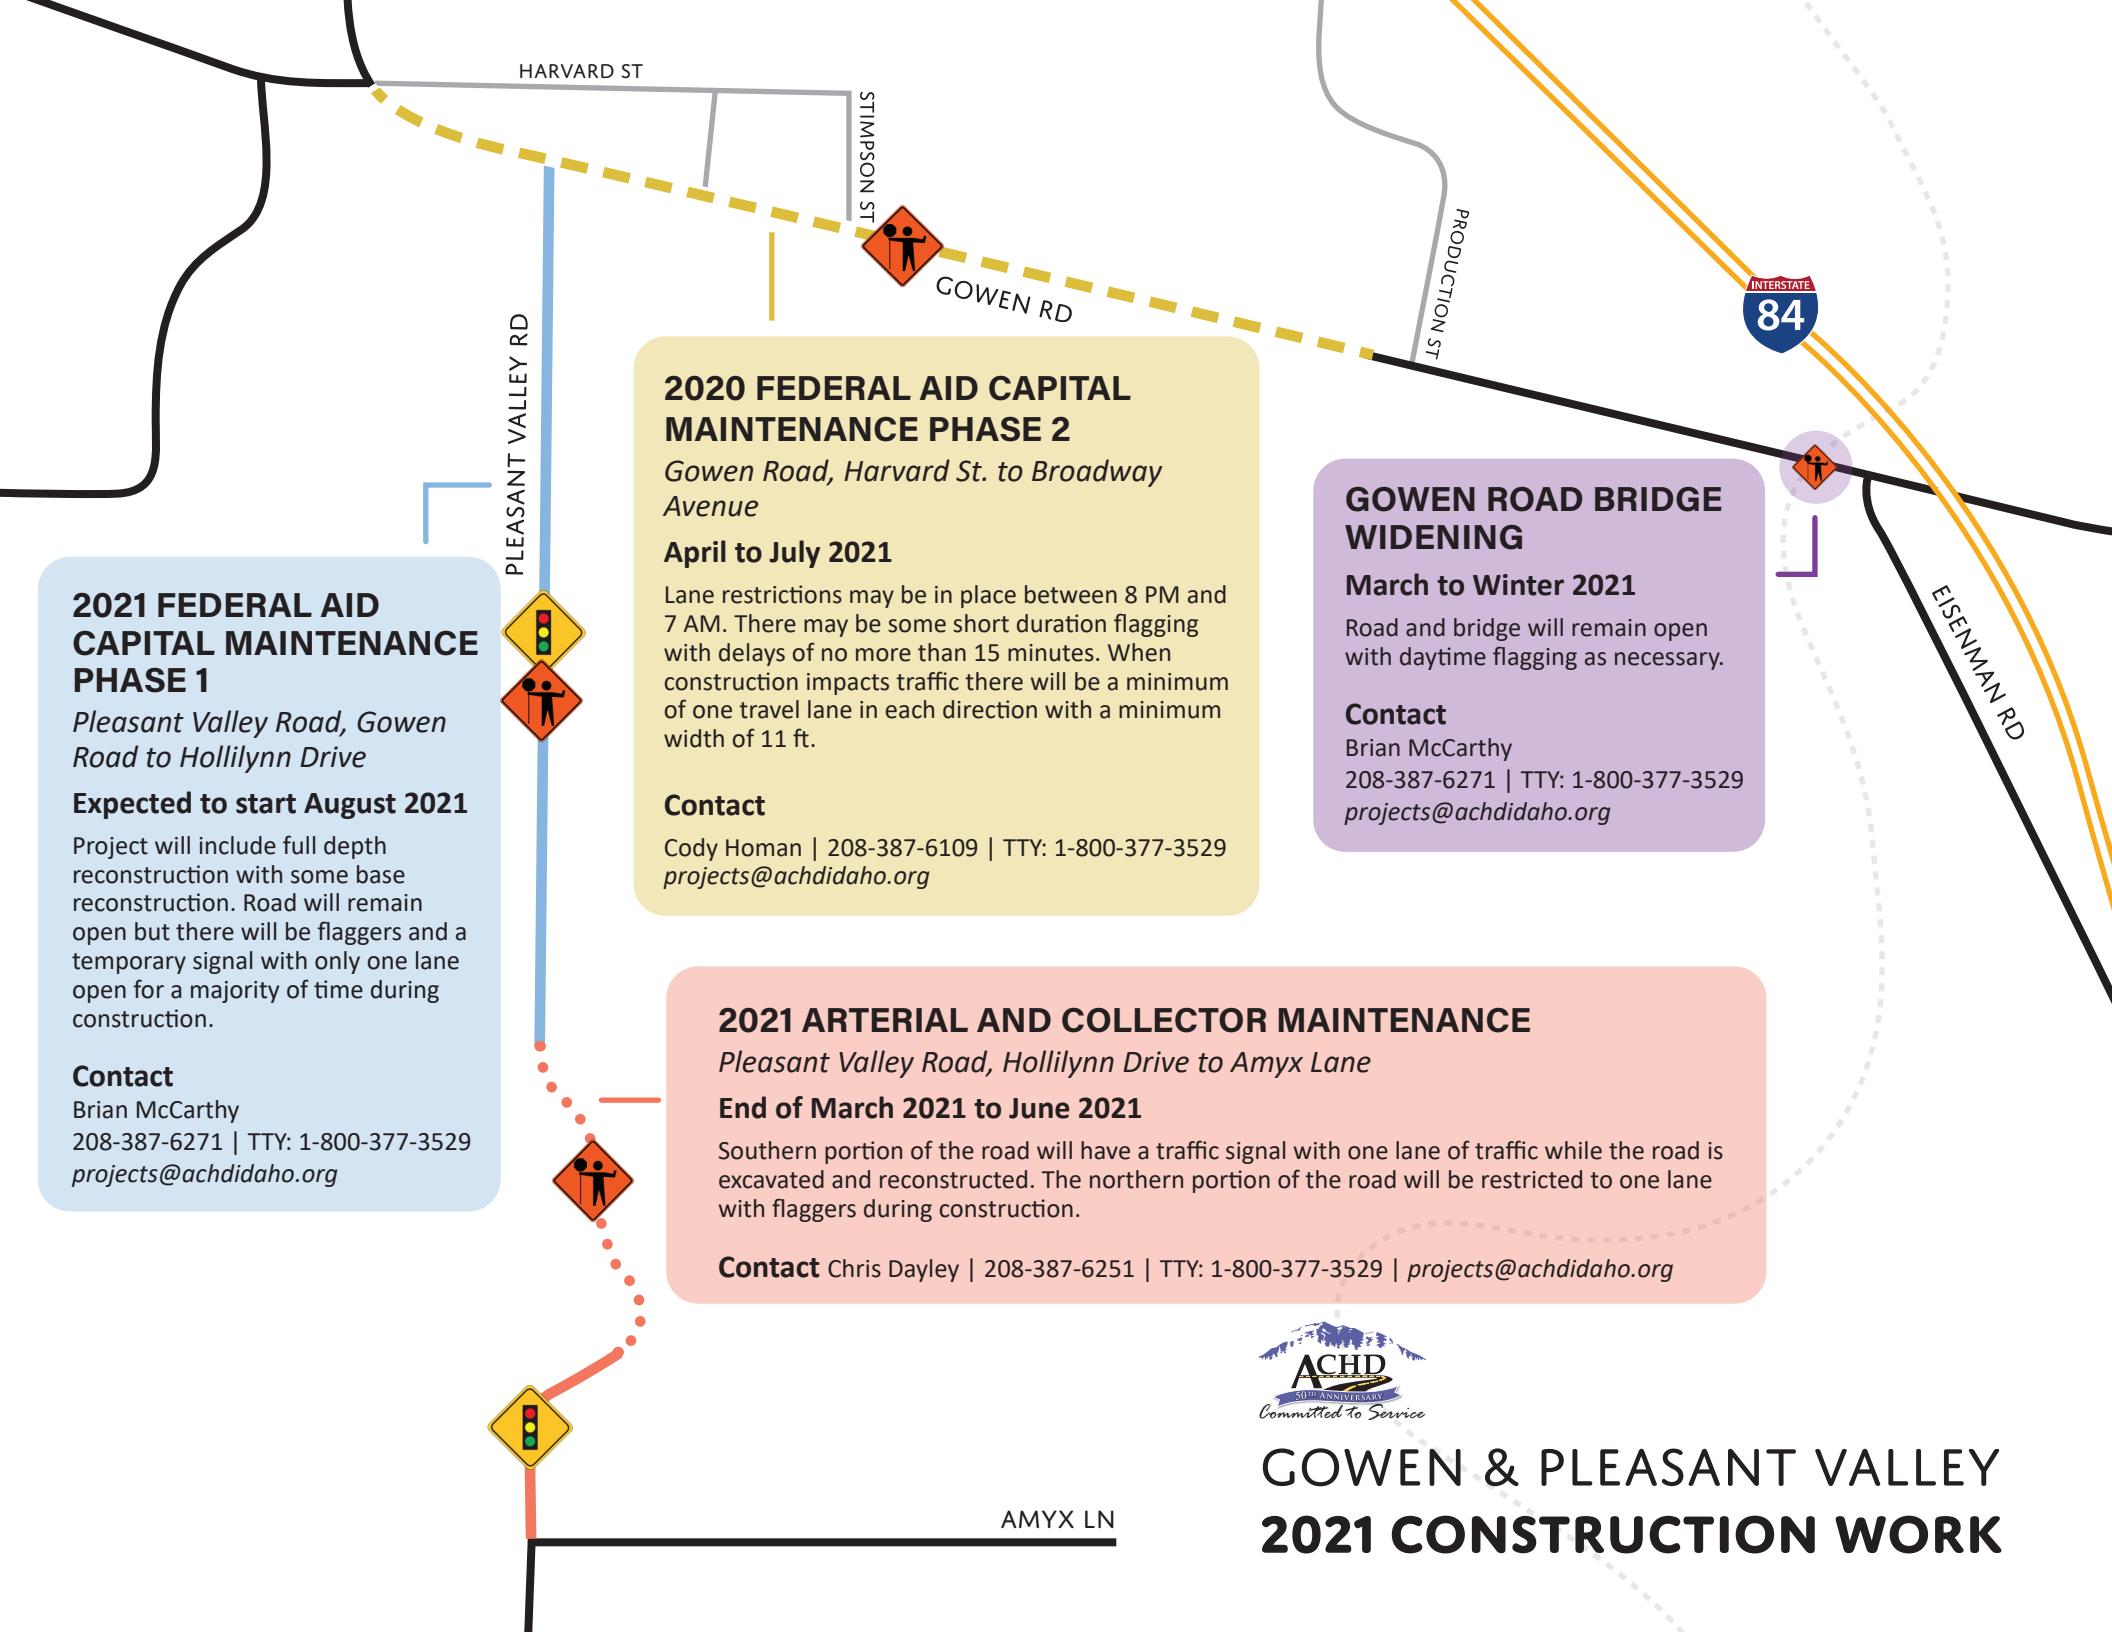 HARVARD ST
STIMPSON ST
GOWEN RD
PRODUCTION ST
INTERSTATE
84
PLEASANT VALLEY RD
EISENMAN RD
2020 FEDERAL AID CAPITAL
MAINTENANCE PHASE 2
Gowen Road, Harvard St. to Broadway
Avenue
April to July 2021
Lane restrictions may be in place between 8 PM and
7 AM. There may be some short duration flagging
with delays of no more than 15 minutes. When
construction impacts traffic there will be a minimum
of one travel lane in each direction with a minimum
width of 11 ft.
Contact
Cody Homan | 208-387-6109 | TTY: 1-800-377-3529
projects@achdidaho.org
GOWEN ROAD BRIDGE
WIDENING
March to Winter 2021
Road and bridge will remain open
with daytime flagging as necessary.
Contact
Brian McCarthy
208-387-6271 | TTY: 1-800-377-3529
projects@achdidaho.org
2021 FEDERAL AID
CAPITAL MAINTENANCE
PHASE 1
Pleasant Valley Road, Gowen
Road to Hollilynn Drive
Expected to start August 2021
Project will include full depth
reconstruction with some base
reconstruction. Road will remain
open but there will be flaggers and a
temporary signal with only one lane
open for a majority of time during
construction.
Contact
Brian McCarthy
208-387-6271 | TTY: 1-800-377-3529
projects@achdidaho.org
2021 ARTERIAL AND COLLECTOR MAINTENANCE
Pleasant Valley Road, Hollilynn Drive to Amyx Lane
End of March 2021 to June 2021
Southern portion of the road will have a traffic signal with one lane of traffic while the road is
excavated and reconstructed. The northern portion of the road will be restricted to one lane
with flaggers during construction.
Contact Chris Dayley | 208-387-6251 | TTY: 1-800-377-3529 | projects@achdidaho.org
ACHD
50TH ANNIVERSARY
Committed to Service
GOWEN & PLEASANT VALLEY
2021 CONSTRUCTION WORK
AMYX LN